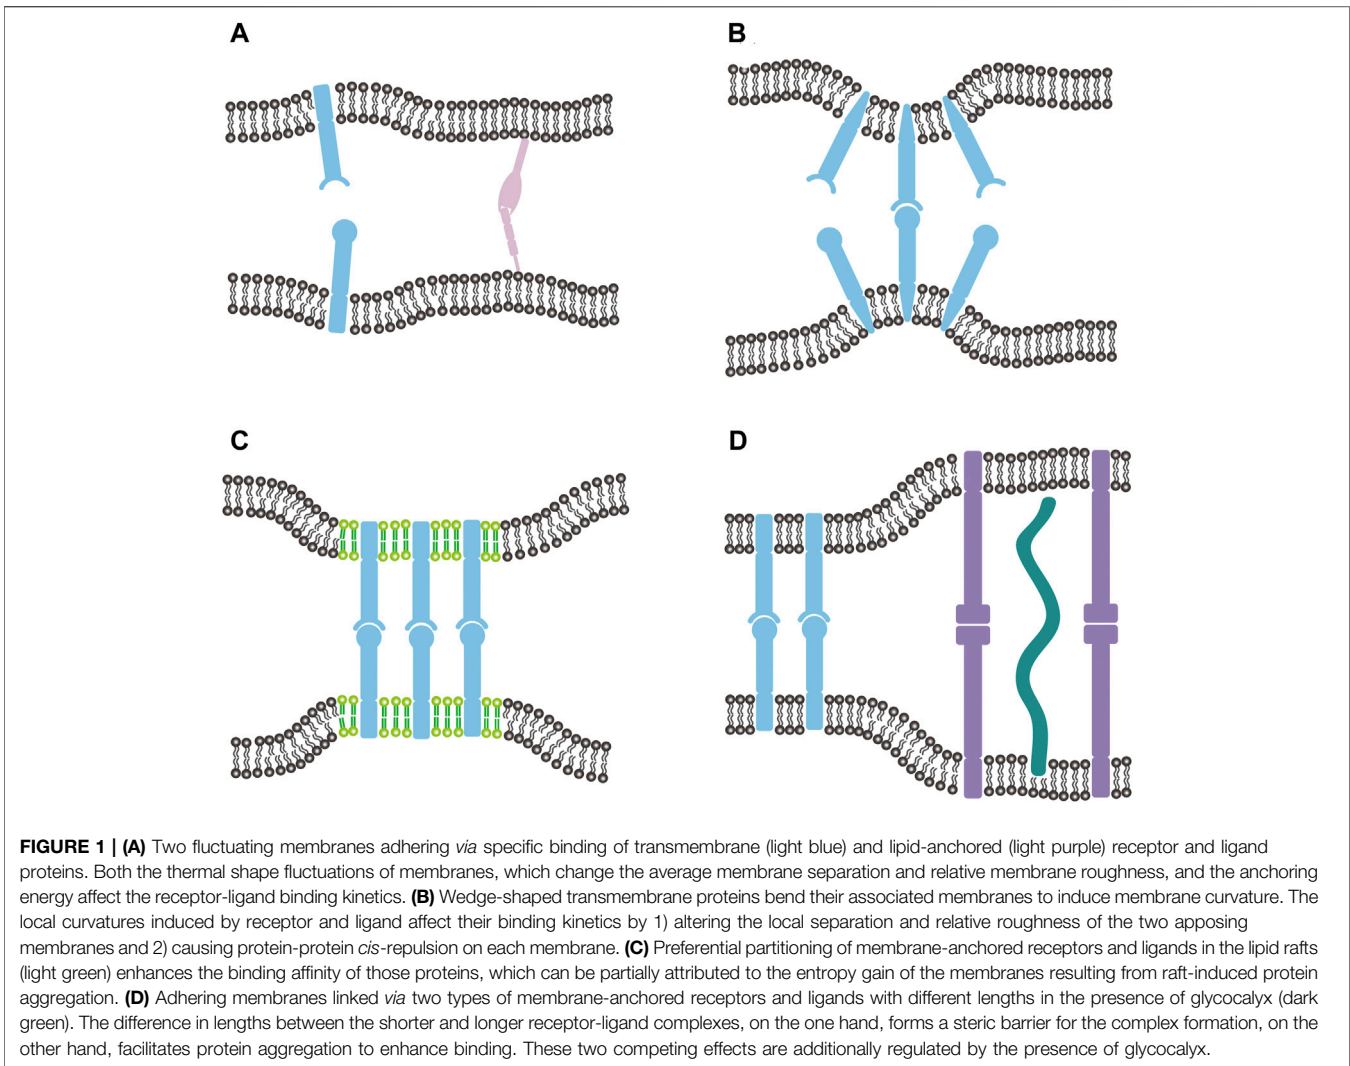 A
B
C
D
FIGURE 1 | (A) Two fluctuating membranes adhering via specific binding of transmembrane (light blue) and lipid-anchored (light purple) receptor and ligand
proteins. Both the thermal shape fluctuations of membranes, which change the average membrane separation and relative membrane roughness, and the anchoring
energy affect the receptor-ligand binding kinetics. (B) Wedge-shaped transmembrane proteins bend their associated membranes to induce membrane curvature. The
local curvatures induced by receptor and ligand affect their binding kinetics by 1) altering the local separation and relative roughness of the two apposing
membranes and 2) causing protein-protein cis-repulsion on each membrane. (C) Preferential partitioning of membrane-anchored receptors and ligands in the lipid rafts
(light green) enhances the binding affinity of those proteins, which can be partially attributed to the entropy gain of the membranes resulting from raft-induced protein
aggregation. (D) Adhering membranes linked via two types of membrane-anchored receptors and ligands with different lengths in the presence of glycocalyx (dark
green). The difference in lengths between the shorter and longer receptor-ligand complexes, on the one hand, forms a steric barrier for the complex formation, on the
other hand, facilitates protein aggregation to enhance binding. These two competing effects are additionally regulated by the presence of glycocalyx.